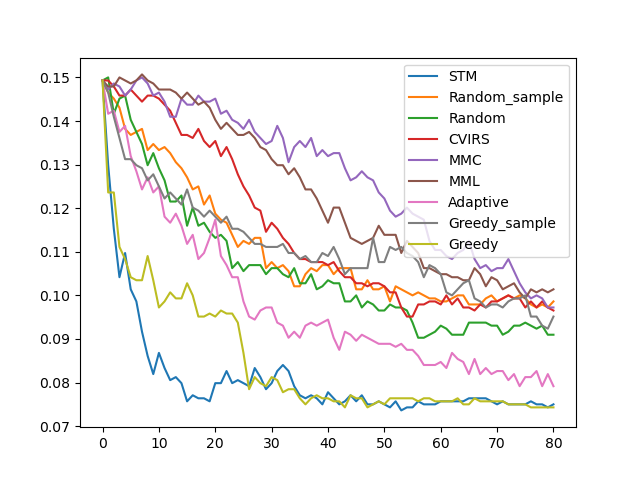 0.15
0.14
0.13
0.12
0.11
0.10
0.09
0.08
0.07
0 10 20 30 40 50 60 70 80
STM
Random_sample
Random
CVIRS
MMC
MML
Adaptive
Greedy_sample
Greedy